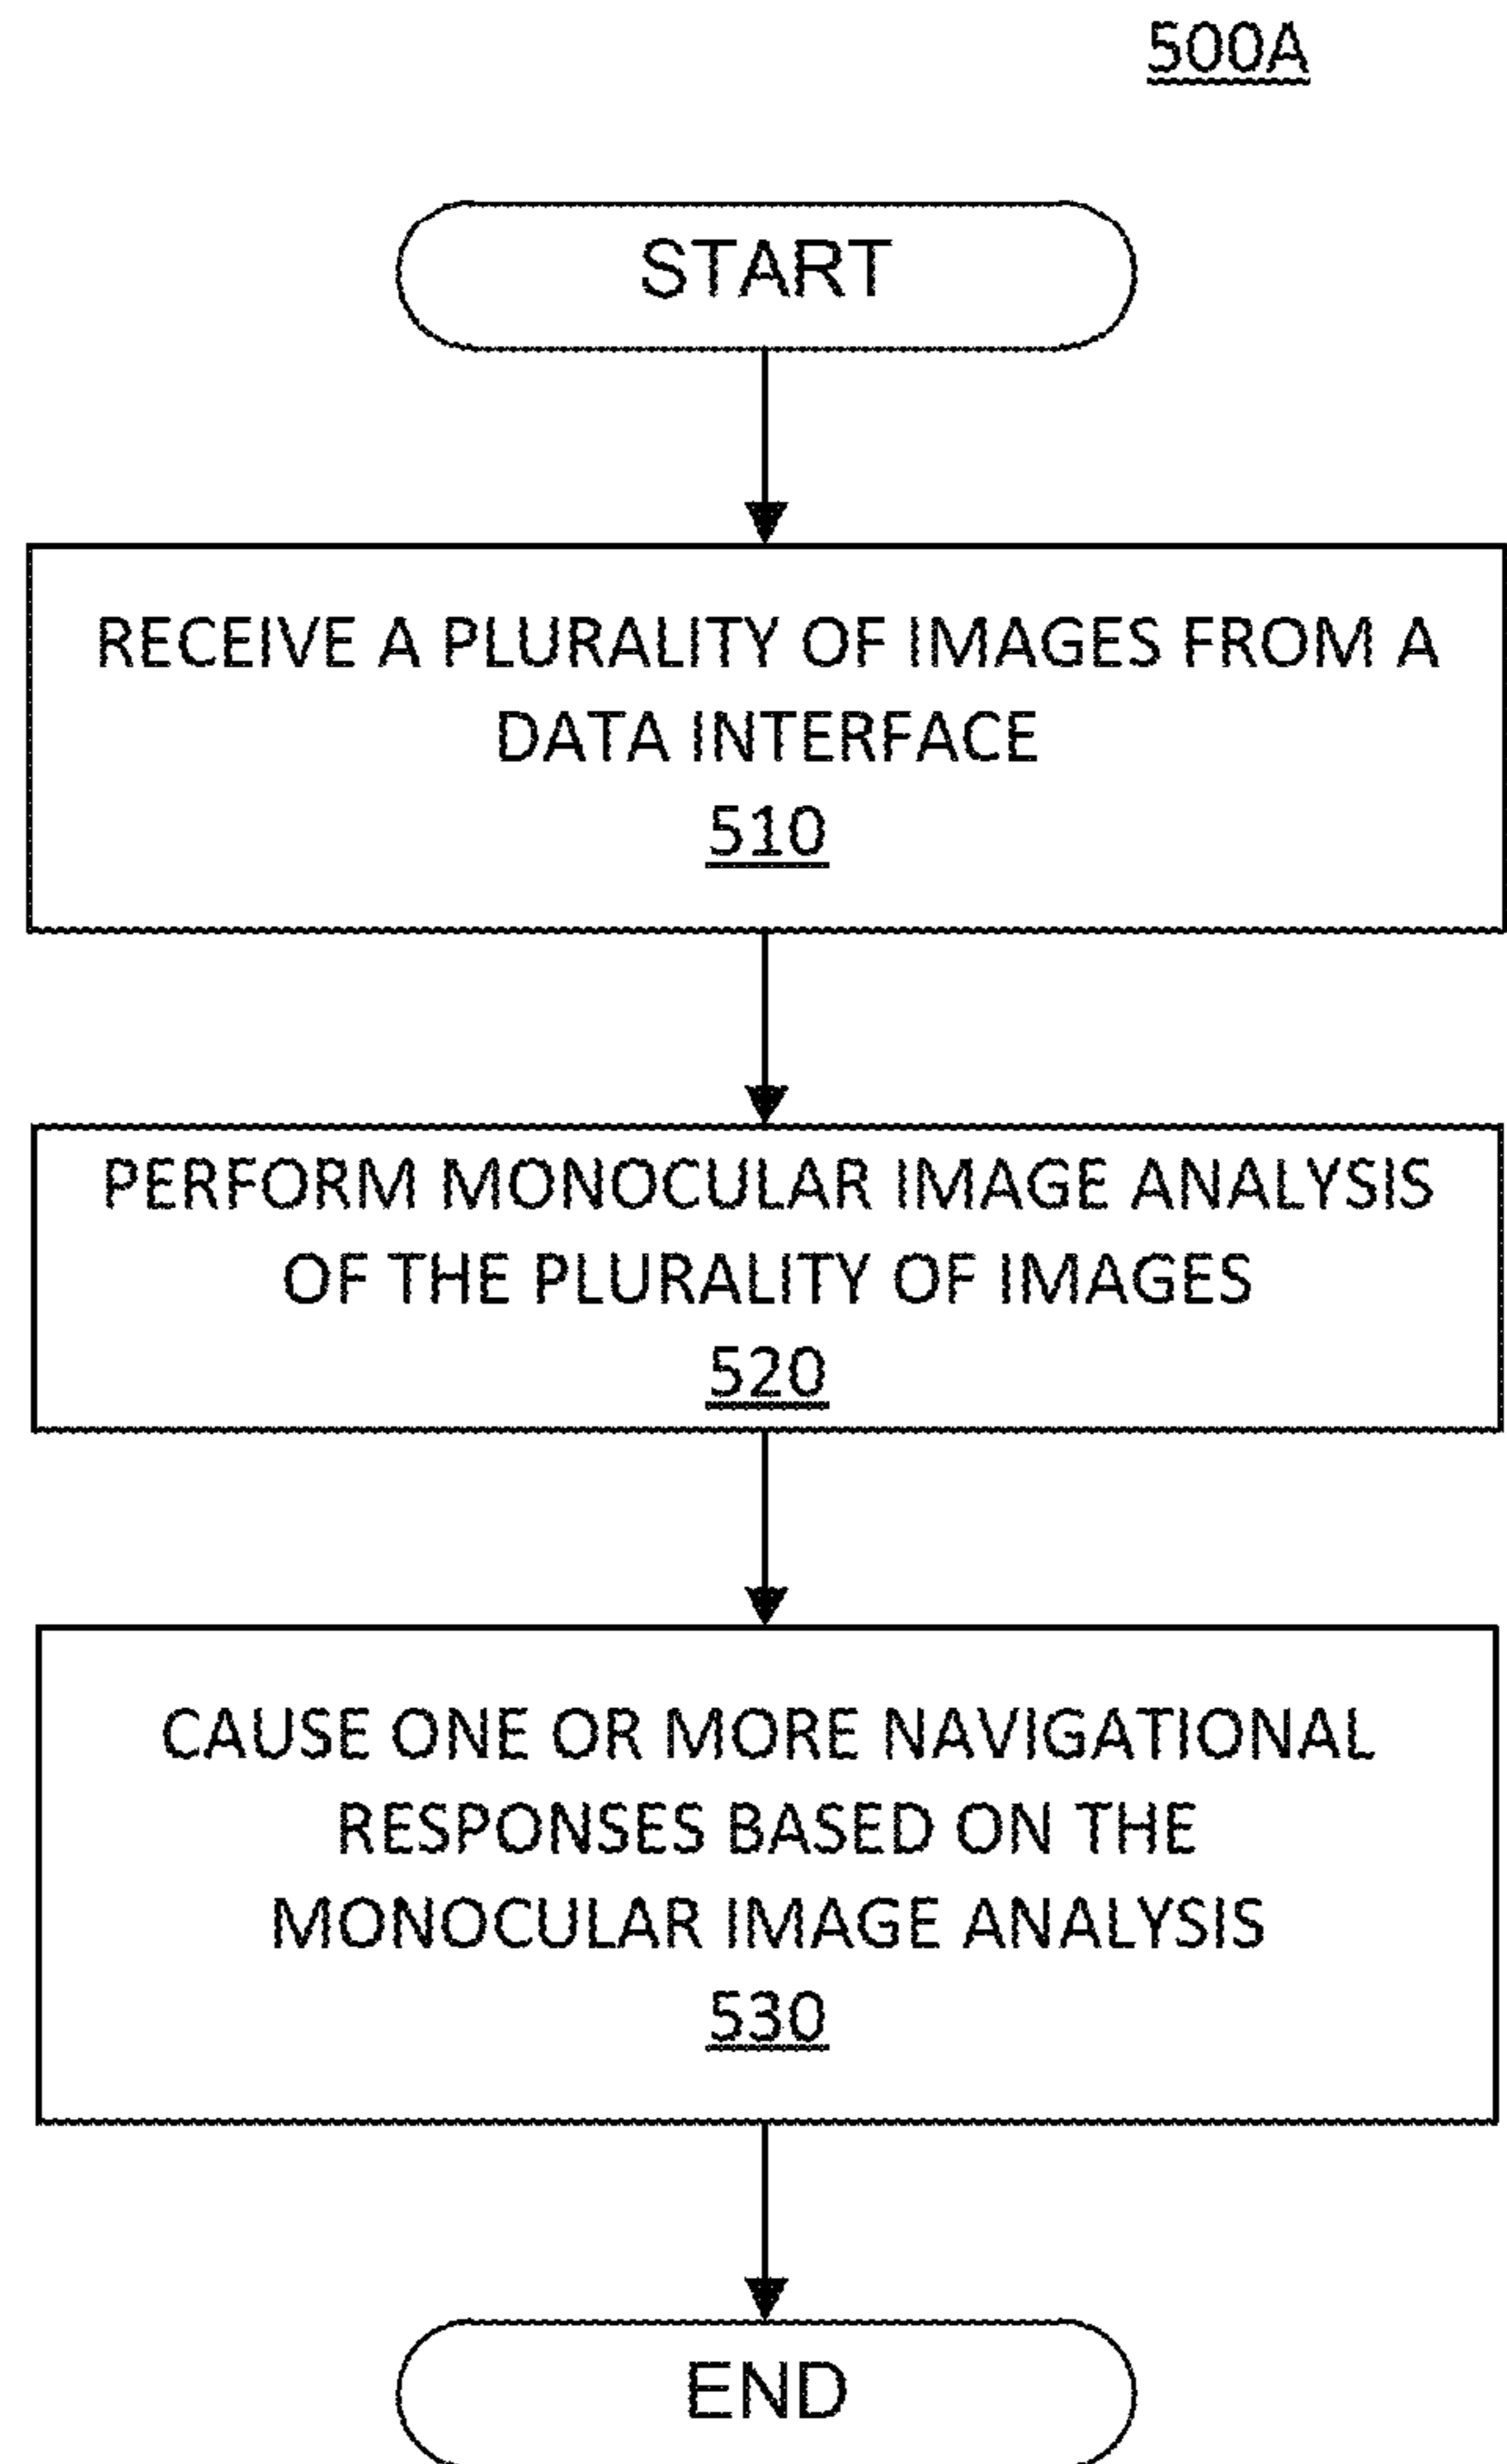 500A
START
RECEIVE A PLURALITY OF IMAGES FROM A
DATA INTERFACE
510
PERFORM MONOCULAR IMAGE ANALYSIS
OF THE PLURALITY OF IMAGES
520
CAUSE ONE OR MORE NAVIGATIONAL
RESPONSES BASED ON THE
MONOCULAR IMAGE ANALYSIS
530
END